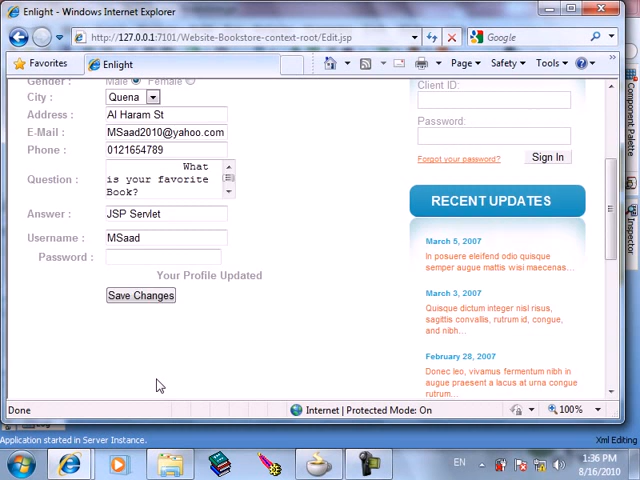 Enlight - Windows Internet Explorer
http://127.0.0.1:7101/Website-Bookstore-context-root/Edit.jsp
Google
Favorites
Enlight
Page
Safety
Tools
Gender : Male Female
City : Quena
Address : Al Haram St
E-Mail : MSaad2010@yahoo.com
Phone : 0121654789
Question : What
is your favorite
Book?
Answer : JSP Servlet
Username : MSaad
Password :
Your Profile Updated
Save Changes
Client ID:
Password:
Forgot your password?
Sign In
RECENT UPDATES
March 5, 2007
In posuere eleifend odio quisque
semper augue mattis wisi maecenas...
March 3, 2007
Quisque dictum integer nisl risus,
sagittis convallis, rutrum id, congue,
and nibh...
February 28, 2007
Donec leo, vivamus fermentum nibh in
augue praesent a lacus at urna congue
rutrum...
Component Palette
Inspector
Done
Internet | Protected Mode: On
100%
Application started in Server Instance.
Xml Editing
EN
1:36 PM
8/16/2010